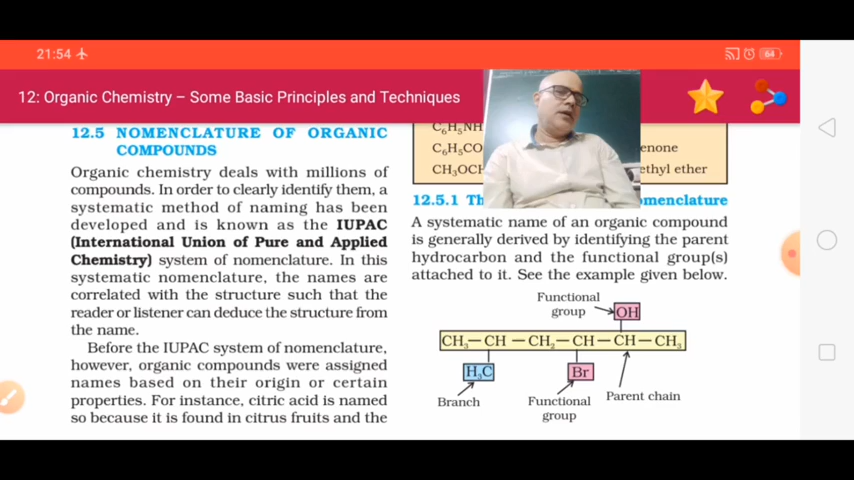 21:54
64
12: Organic Chemistry – Some Basic Principles and Techniques
12.5 NOMENCLATURE OF ORGANIC
COMPOUNDS
Organic chemistry deals with millions of
compounds. In order to clearly identify them, a
systematic method of naming has been
developed and is known as the IUPAC
(International Union of Pure and Applied
Chemistry) system of nomenclature. In this
systematic nomenclature, the names are
correlated with the structure such that the
reader or listener can deduce the structure from
the name.
Before the IUPAC system of nomenclature,
however, organic compounds were assigned
names based on their origin or certain
properties. For instance, citric acid is named
so because it is found in citrus fruits and the
C₆H₅NH
C₆H₅CO enone
CH₃OCH ethyl ether
12.5.1 Th omenclature
A systematic name of an organic compound
is generally derived by identifying the parent
hydrocarbon and the functional group(s)
attached to it. See the example given below.
Functional
group
OH
CH₃— CH — CH₂ — CH — CH — CH₃
H₃C Br
Branch Functional Parent chain
group